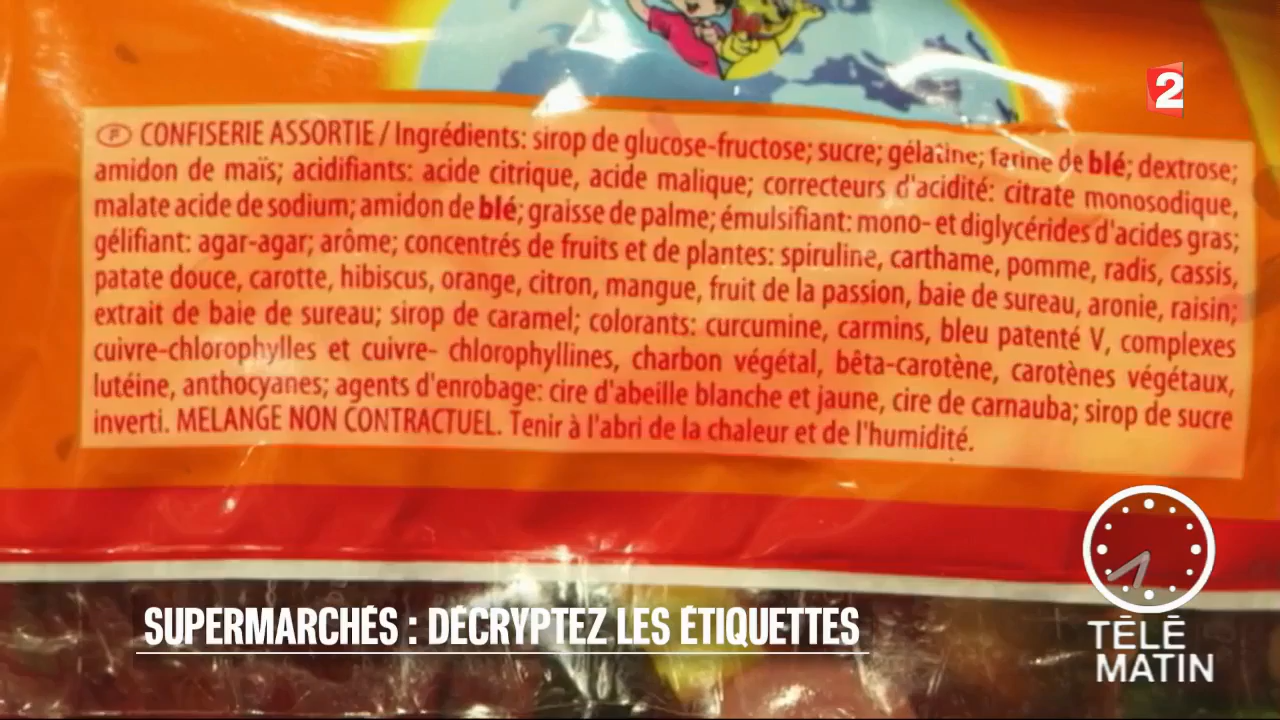 2
F CONFISERIE ASSORTIE / Ingrédients: sirop de glucose-fructose; sucre; gélatine; farine de blé; dextrose;
amidon de maïs; acidifiants: acide citrique, acide malique; correcteurs d'acidité: citrate monosodique,
malate acide de sodium; amidon de blé; graisse de palme; émulsifiant: mono- et diglycérides d'acides gras;
gélifiant: agar-agar; arôme; concentrés de fruits et de plantes: spiruline, carthame, pomme, radis, cassis,
patate douce, carotte, hibiscus, orange, citron, mangue, fruit de la passion, baie de sureau, aronie, raisin;
extrait de baie de sureau; sirop de caramel; colorants: curcumine, carmins, bleu patenté V, complexes
cuivre-chlorophylles et cuivre- chlorophyllines, charbon végétal, bêta-carotène, carotènes végétaux,
lutéine, anthocyanes; agents d'enrobage: cire d'abeille blanche et jaune, cire de carnauba; sirop de sucre
inverti. MELANGE NON CONTRACTUEL. Tenir à l'abri de la chaleur et de l'humidité.
SUPERMARCHÉS : DÉCRYPTEZ LES ÉTIQUETTES
TÉLÉ
MATIN